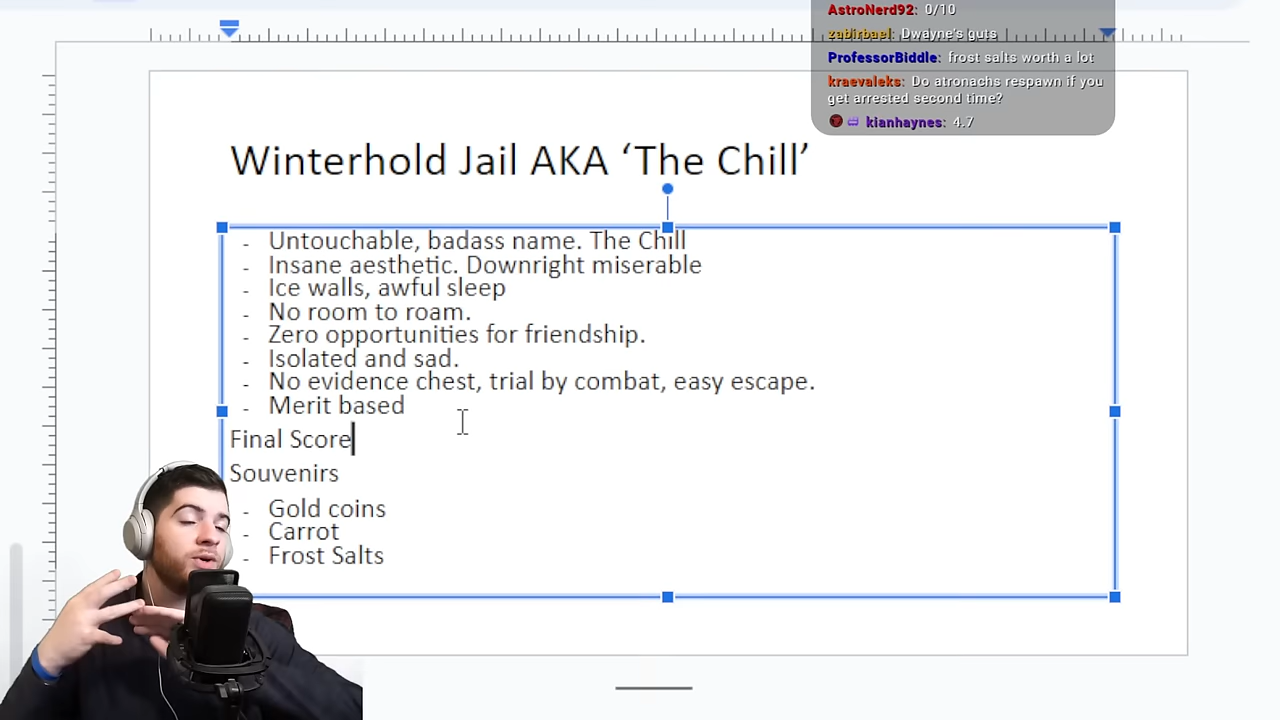 AstroNerd92: 0/10
zabirbael: Dwayne's guts
ProfessorBiddle: frost salts worth a lot
kraevaleks: Do atronachs respawn if you
get arrested second time?
kianhaynes: 4.7
Winterhold Jail AKA ‘The Chill’
- Untouchable, badass name. The Chill
- Insane aesthetic. Downright miserable
- Ice walls, awful sleep
- No room to roam.
- Zero opportunities for friendship.
- Isolated and sad.
- No evidence chest, trial by combat, easy escape.
- Merit based
Final Score
Souvenirs
- Gold coins
- Carrot
- Frost Salts